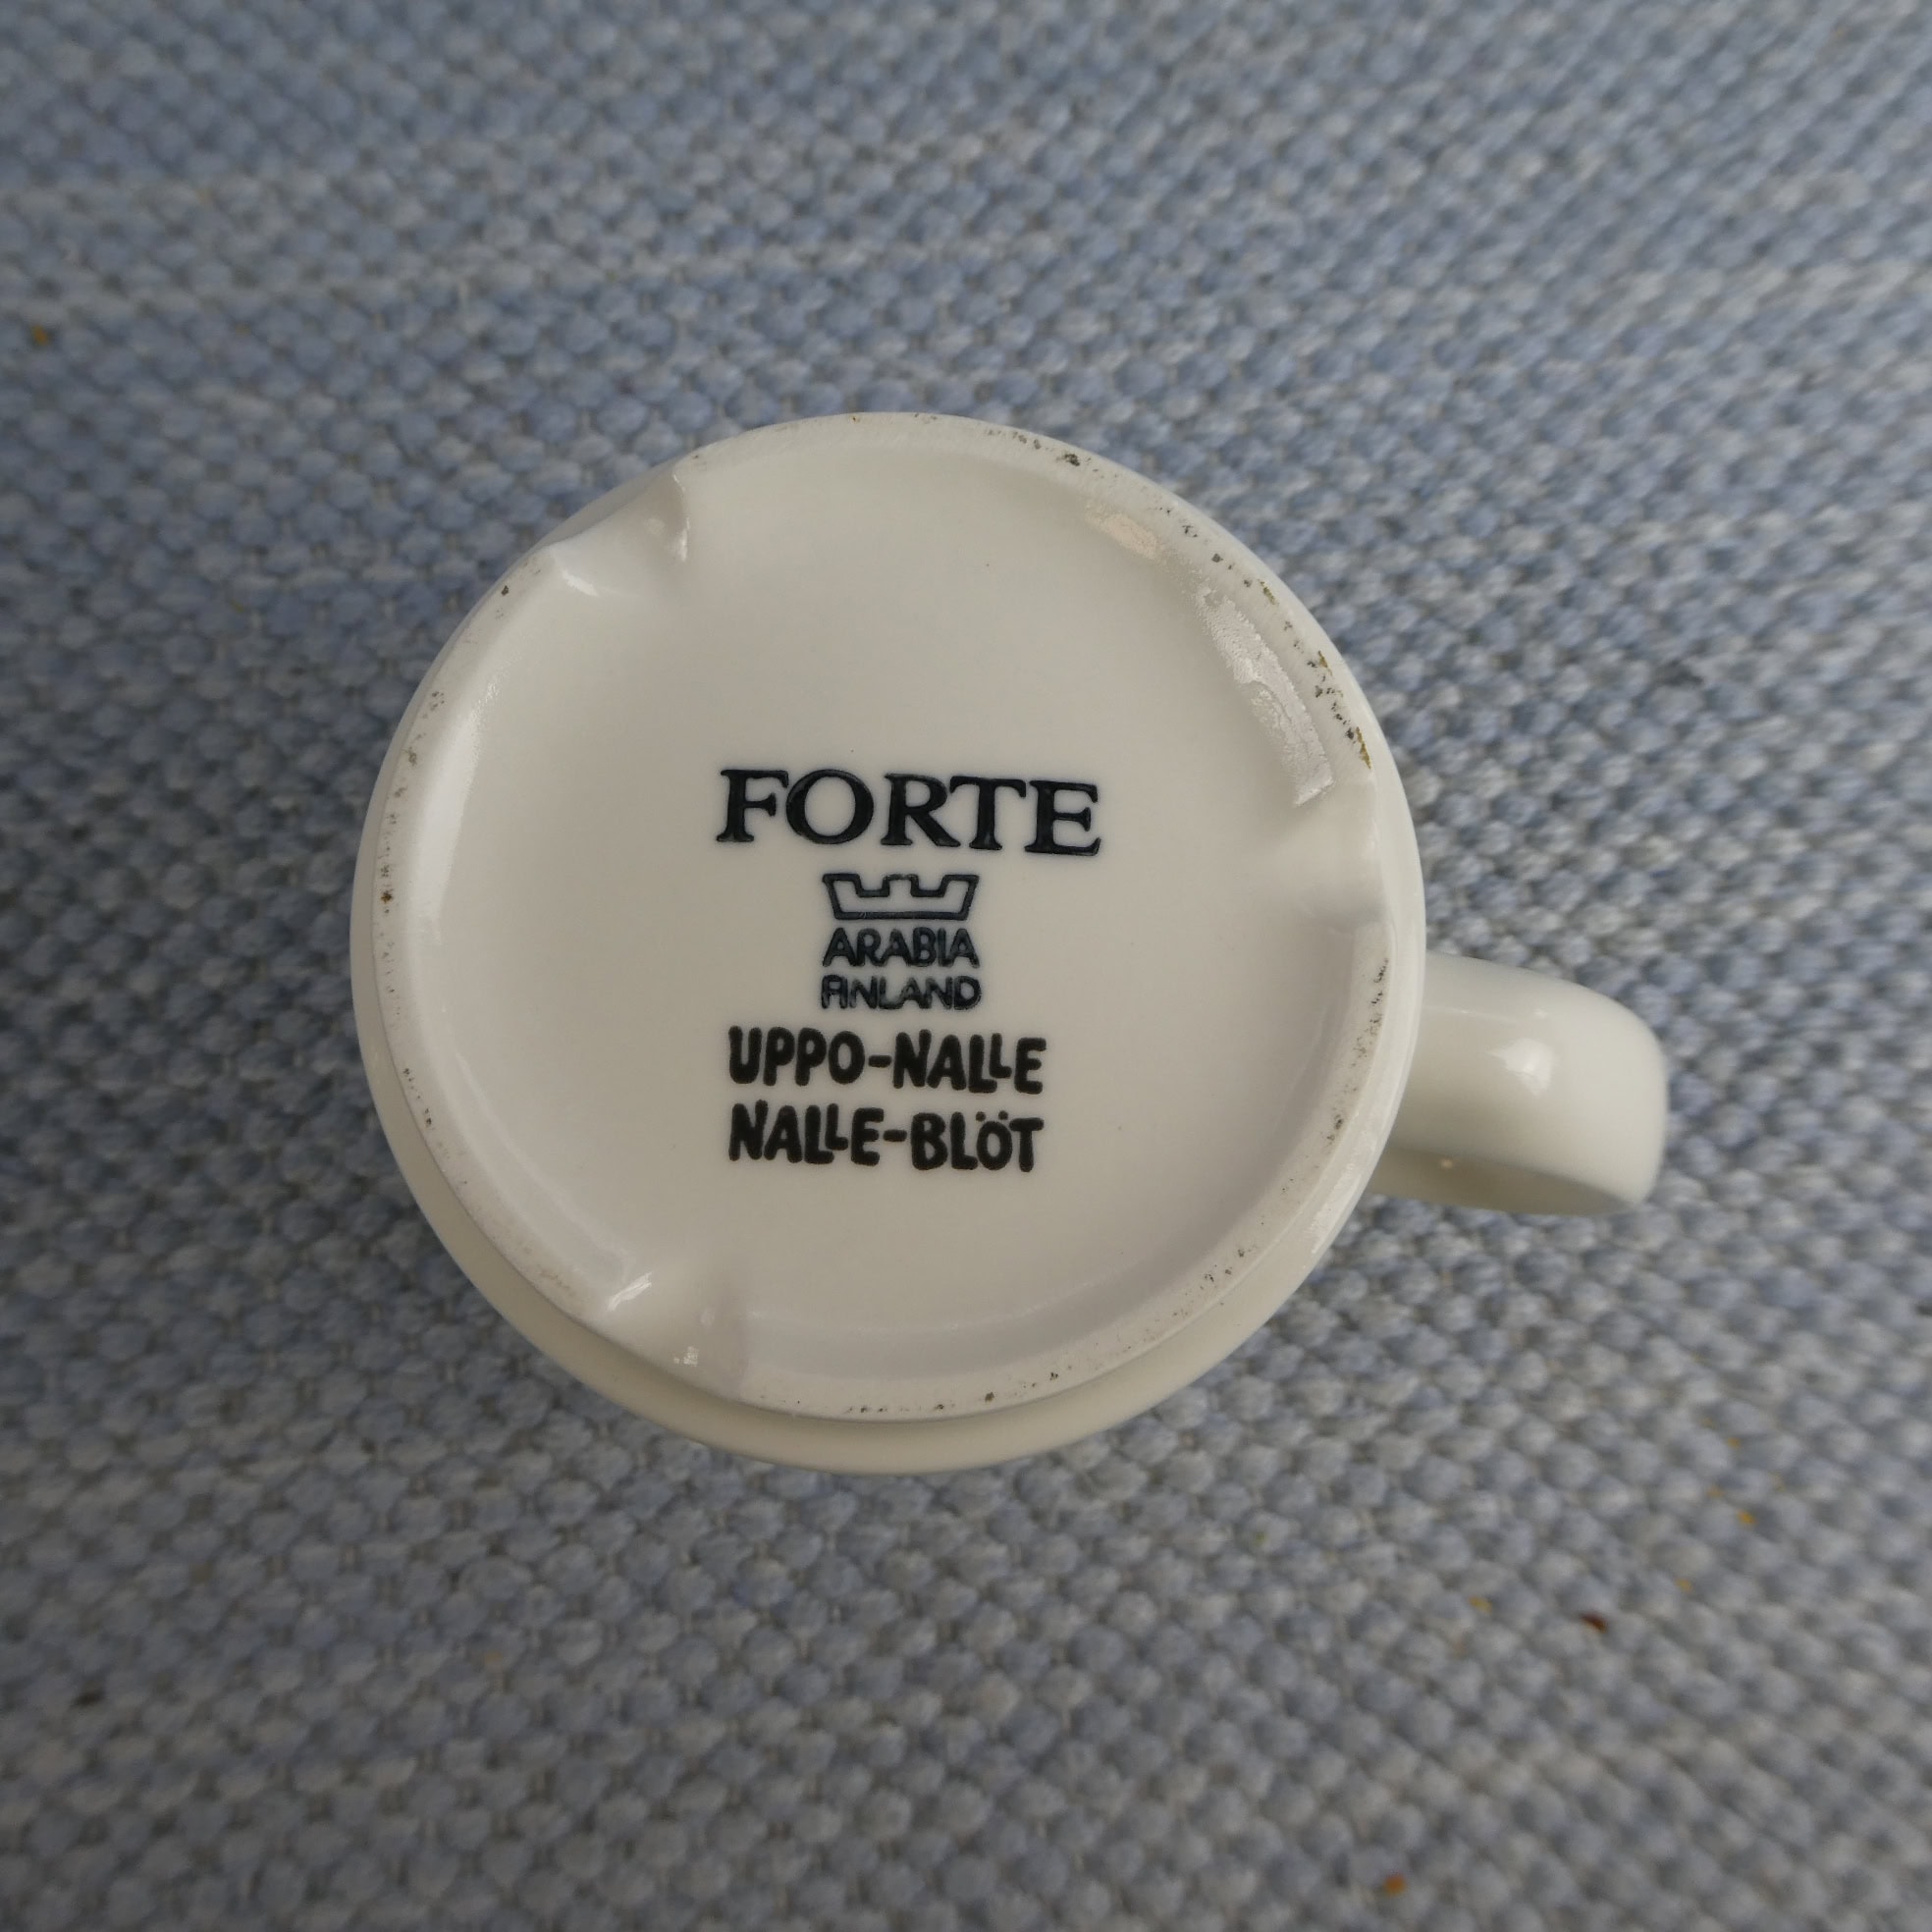 FORTE
ARABIA
FINLAND
UPPO-NALLE
NALLE-BLÖT